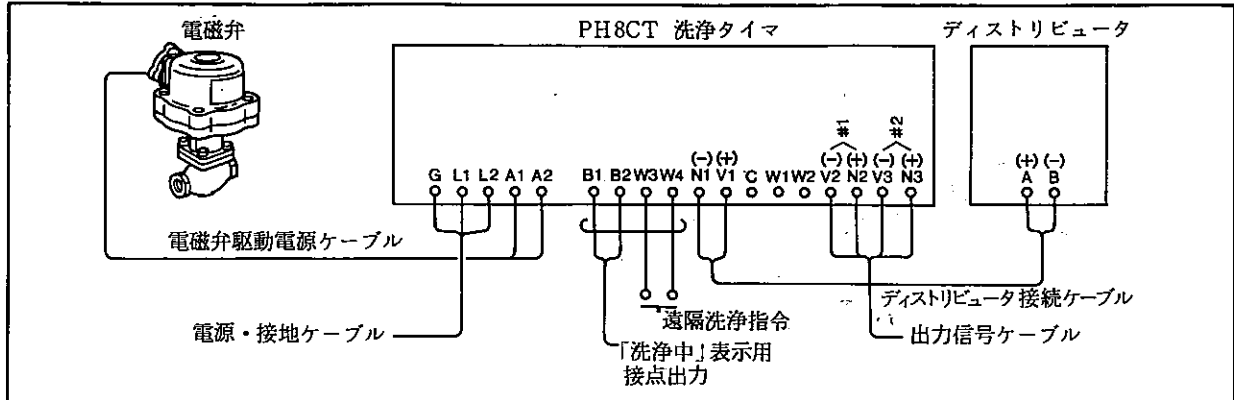 電磁弁
PH8CT 洗浄タイマ
ディストリビュータ
#1 #2
(-) (+) (-) (+) (-) (+) (+) (-)
G L1 L2 A1 A2 B1 B2 W3 W4 N1 V1 C W1 W2 V2 N2 V3 N3 A B
電磁弁駆動電源ケーブル
ディストリビュータ接続ケーブル
遠隔洗浄指令
電源・接地ケーブル
出力信号ケーブル
「洗浄中」表示用
接点出力